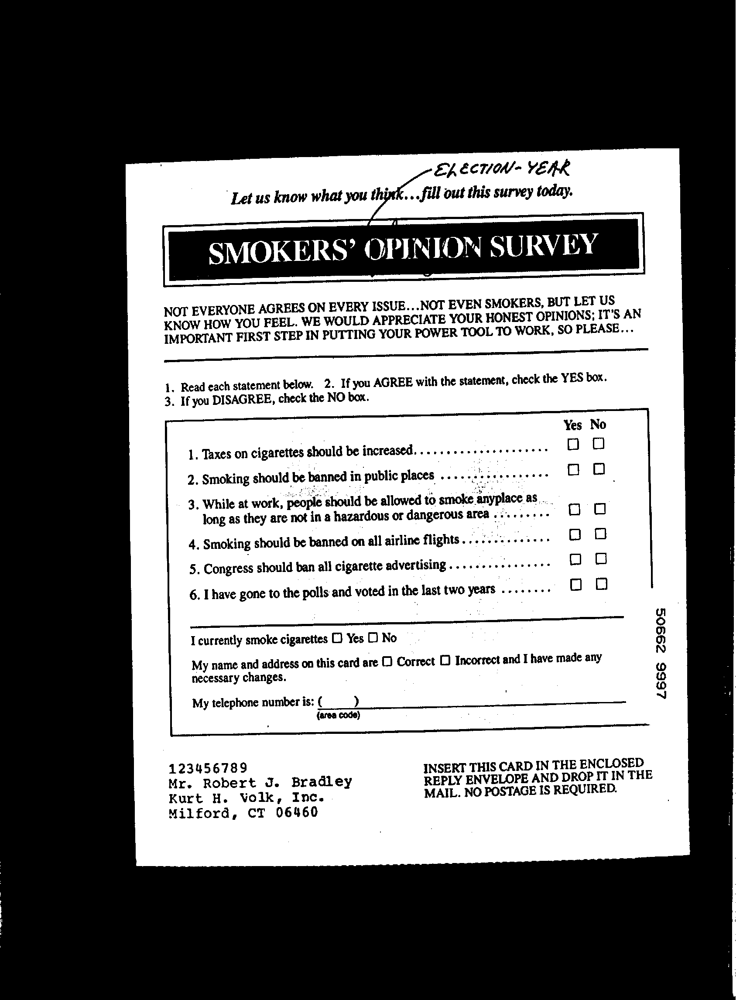 ELECTION-YEAR
Let us know what you think...fill out this survey today.
SMOKERS' OPINION SURVEY
NOT EVERYONE AGREES ON EVERY ISSUE...NOT EVEN SMOKERS, BUT LET US
KNOW HOW YOU FEEL. WE WOULD APPRECIATE YOUR HONEST OPINIONS; IT'S AN
IMPORTANT FIRST STEP IN PUTTING YOUR POWER TOOL TO WORK, SO PLEASE...
1. Read each statement below. 2. If you AGREE with the statement, check the YES box.
3. If you DISAGREE, check the NO box.
Yes No
1. Taxes on cigarettes should be increased.....................
2. Smoking should be banned in public places .................
3. While at work, people should be allowed to smoke anyplace as
long as they are not in a hazardous or dangerous area .........
4. Smoking should be banned on all airline flights..............
5. Congress should ban all cigarette advertising................
6. I have gone to the polls and voted in the last two years ........
I currently smoke cigarettes ☐ Yes ☐ No
My name and address on this card are ☐ Correct ☐ Incorrect and I have made any
necessary changes.
My telephone number is: ( )
(area code)
50662 9997
123456789
Mr. Robert J. Bradley
Kurt H. Volk, Inc.
Milford, CT 06460
INSERT THIS CARD IN THE ENCLOSED
REPLY ENVELOPE AND DROP IT IN THE
MAIL. NO POSTAGE IS REQUIRED.